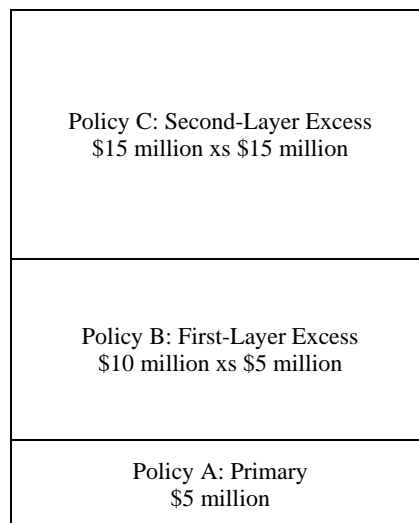 Policy C: Second-Layer Excess
$15 million xs $15 million
Policy B: First-Layer Excess
$10 million xs $5 million
Policy A: Primary
$5 million